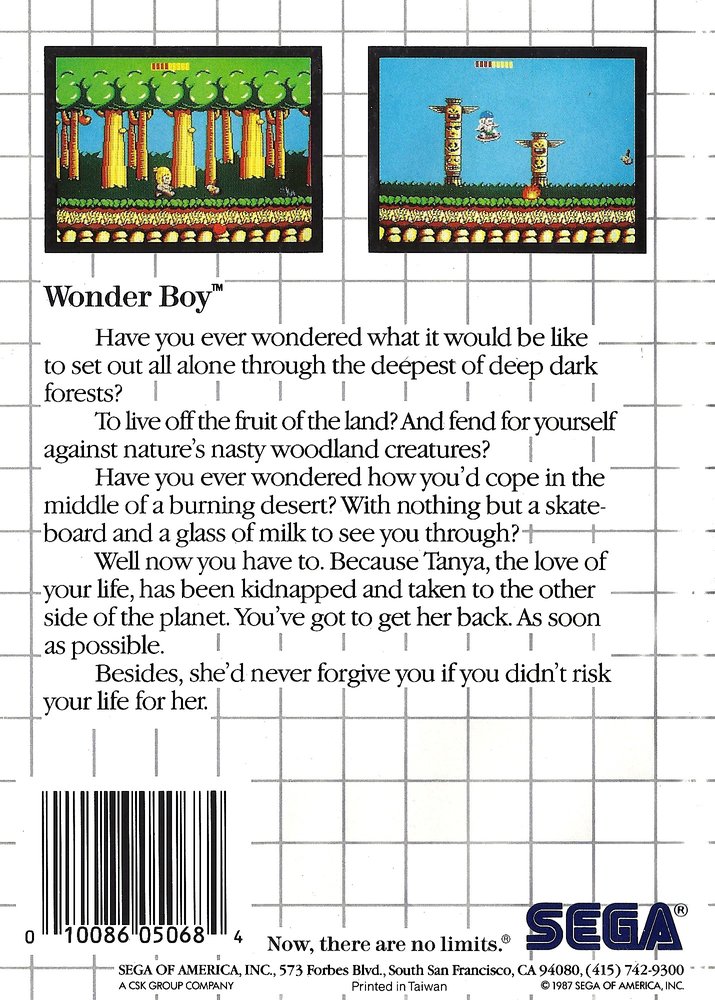 Wonder Boy™
Have you ever wondered what it would be like
to set out all alone through the deepest of deep dark
forests?
To live off the fruit of the land? And fend for yourself
against nature's nasty woodland creatures?
Have you ever wondered how you'd cope in the
middle of a burning desert? With nothing but a skate-
board and a glass of milk to see you through?
Well now you have to. Because Tanya, the love of
your life, has been kidnapped and taken to the other
side of the planet. You've got to get her back. As soon
as possible.
Besides, she'd never forgive you if you didn't risk
your life for her.
0 10086 05068 4
Now, there are no limits.®
SEGA®
SEGA OF AMERICA, INC., 573 Forbes Blvd., South San Francisco, CA 94080, (415) 742-9300
A CSK GROUP COMPANY
Printed in Taiwan
© 1987 SEGA OF AMERICA, INC.